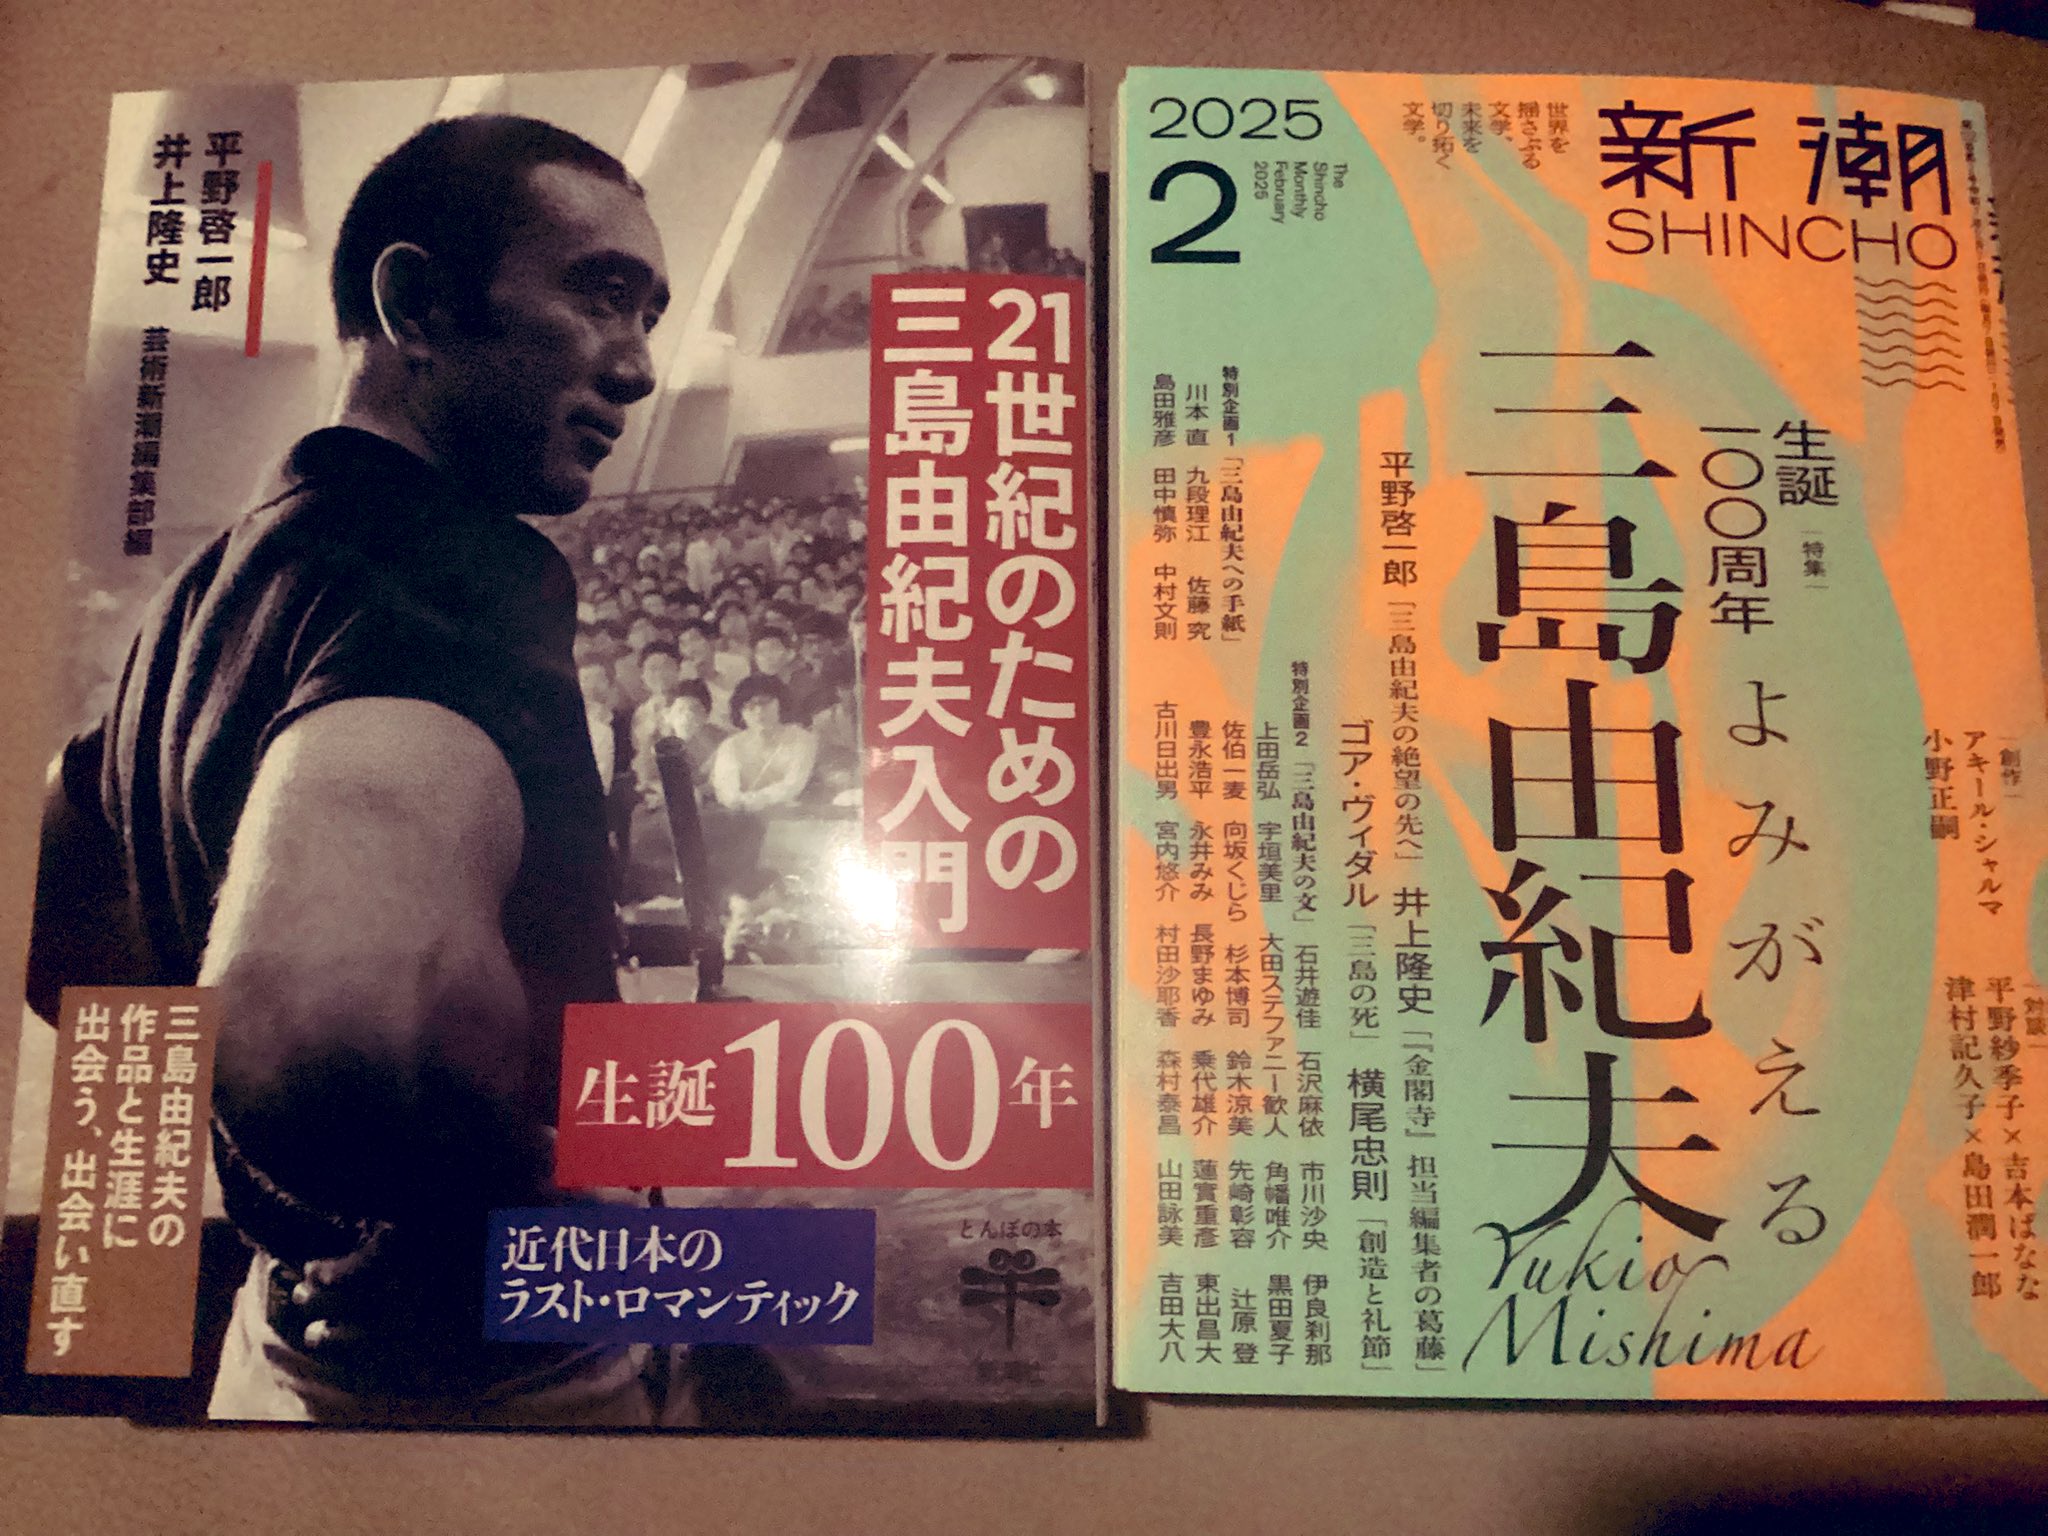 平野啓一郎
井上隆史
芸術新潮編集部編
21世紀のための
三島由紀夫入門
生誕100年
近代日本の
ラスト・ロマンティック
三島由紀夫の
作品と生涯に
出会う、出会い直す
とんぼの本
新潮社
2025
2
The
Shincho
Monthly
February
2025
世界を
揺さぶる
文学、
未来を
切り拓く
文学。
新潮
SHINCHO
生誕
一〇〇周年
特集
よみがえる
三島由紀夫
Yukio
Mishima
平野啓一郎「三島由紀夫の絶望の先へ」
井上隆史「『金閣寺』担当編集者の葛藤」
ゴア・ヴィダル「三島の死」
横尾忠則「創造と礼節」
特別企画1「三島由紀夫への手紙」
川本直 九段理江 佐藤究
島田雅彦 田中慎弥 中村文則
特別企画2「三島由紀夫の文」
石井遊佳 石沢麻依 市川沙央 伊良刹那
上田岳弘 宇垣美里 大田ステファニー歓人 角幡唯介 黒田夏子
佐伯一麦 向坂くじら 杉本博司 鈴木涼美 先崎彰容 辻原登
豊永浩平 永井みみ 長野まゆみ 乗代雄介 蓮實重彥 東出昌大
古川日出男 宮内悠介 村田沙耶香 森村泰昌 山田詠美 吉田大八
創作
アキール・シャルマ
小野正嗣
対談
平野紗季子×吉本ばなな
津村記久子×島田潤一郎